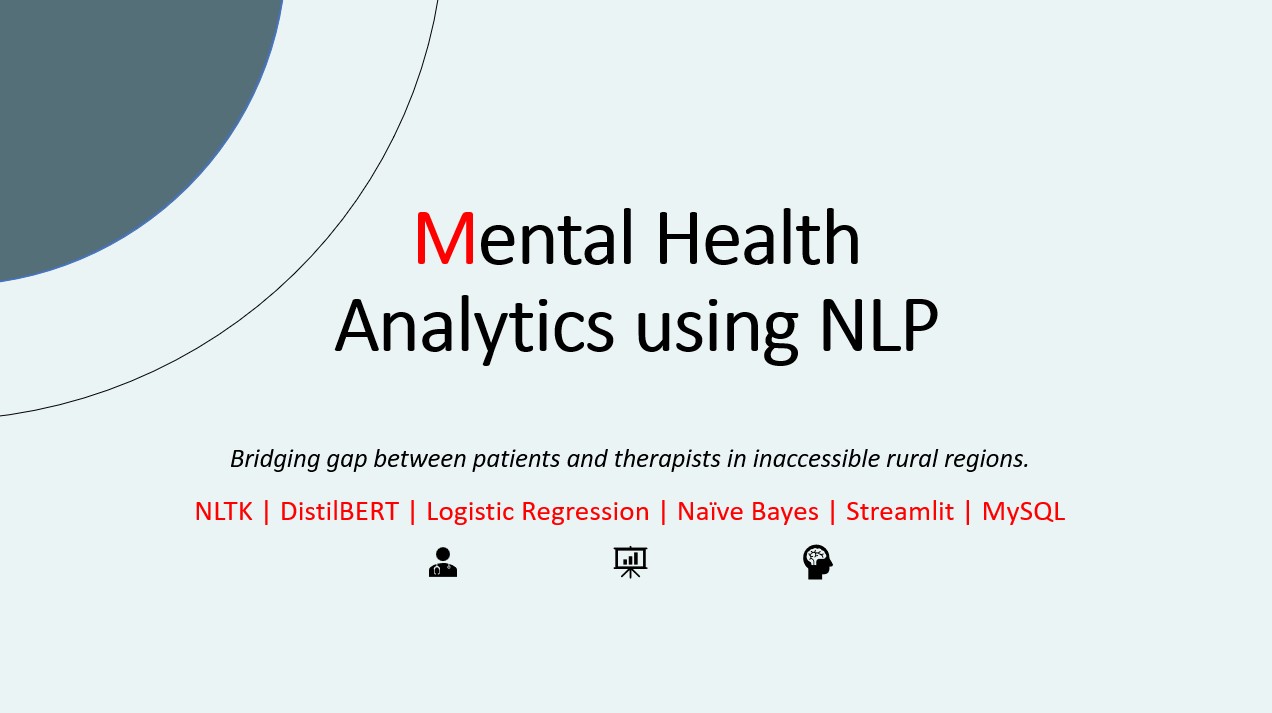 Mental Health
Analytics using NLP
Bridging gap between patients and therapists in inaccessible rural regions.
NLTK | DistilBERT | Logistic Regression | Naïve Bayes | Streamlit | MySQL